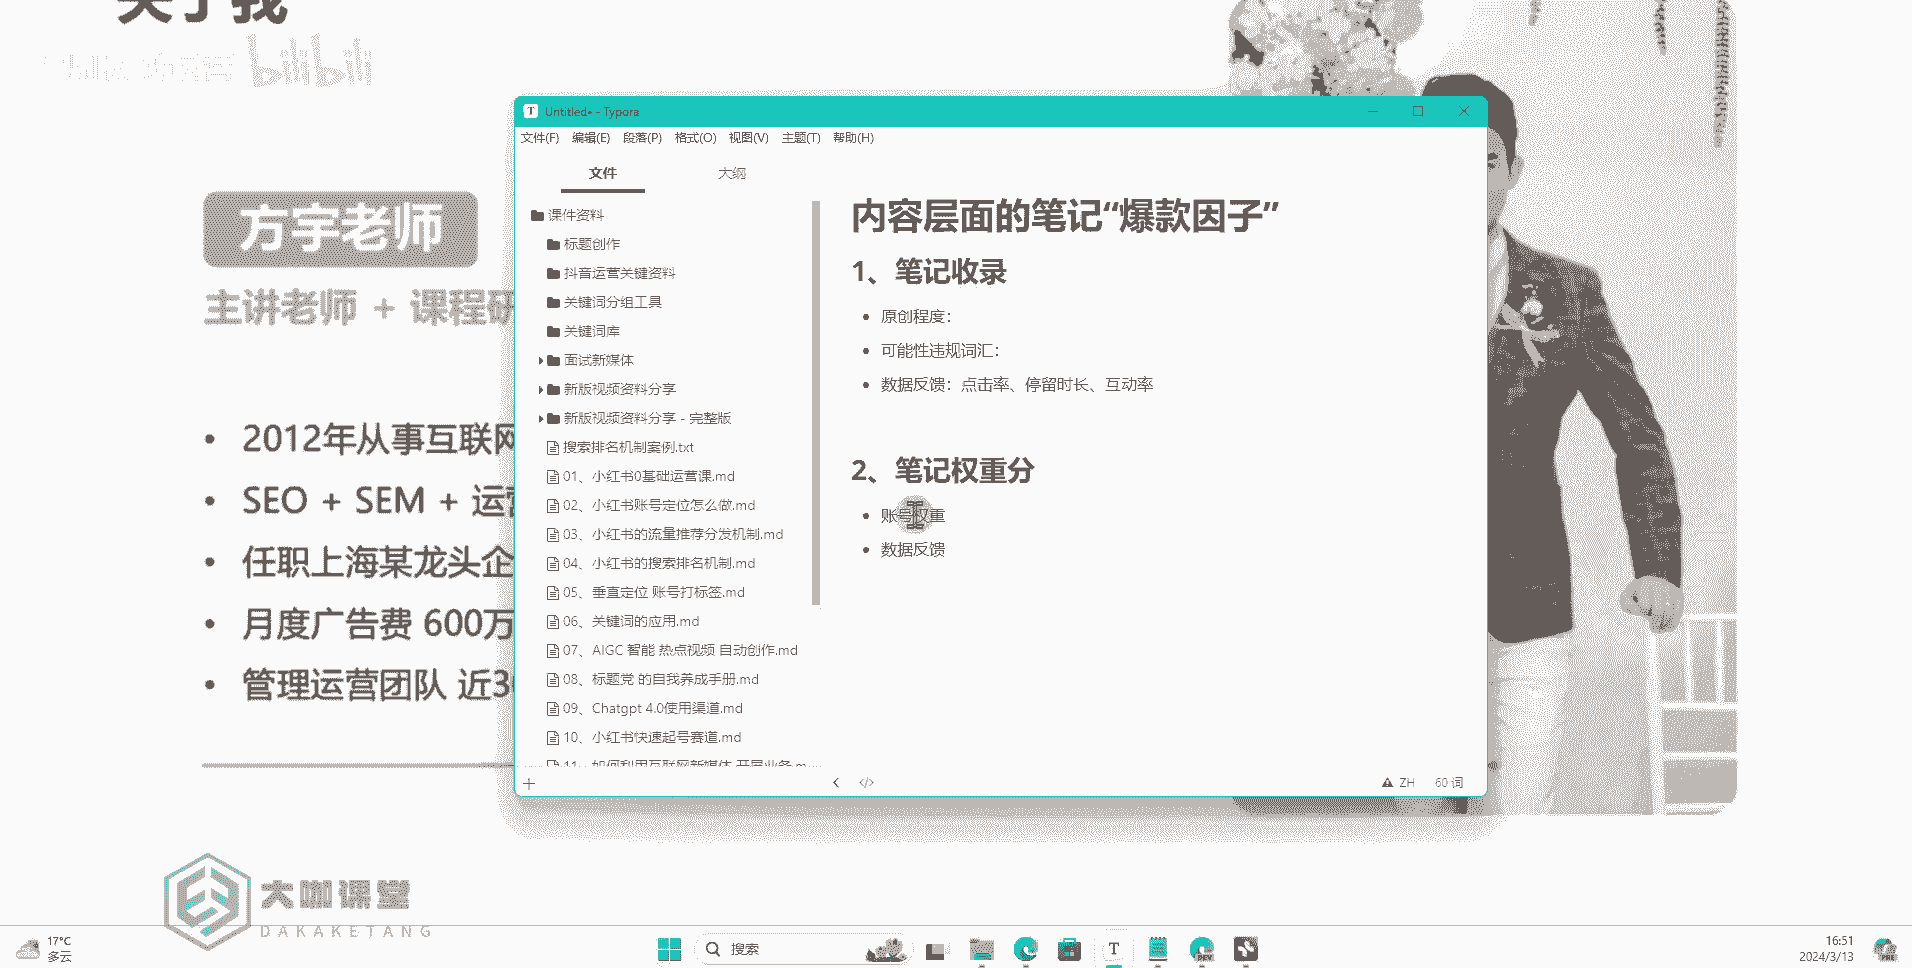 关于我
bilibili
方宇老师
主讲老师 + 课程研
2012年从事互联网
SEO + SEM + 运营
任职上海某龙头企
月度广告费 600万
管理运营团队 近3
大咖课堂
DAKAKETANG
Untitled• - Typora
文件(F) 编辑(E) 段落(P) 格式(O) 视图(V) 主题(T) 帮助(H)
文件 大纲
课件资料
标题创作
抖音运营关键资料
关键词分组工具
关键词库
面试新媒体
新版视频资料分享
新版视频资料分享 - 完整版
搜索排名机制案例.txt
01、小红书0基础运营课.md
02、小红书账号定位怎么做.md
03、小红书的流量推荐分发机制.md
04、小红书的搜索排名机制.md
05、垂直定位 账号打标签.md
06、关键词的应用.md
07、AIGC 智能 热点视频 自动创作.md
08、标题党 的自我养成手册.md
09、Chatgpt 4.0使用渠道.md
10、小红书快速起号赛道.md
11、如何利用互联网新媒体 开展业务.m
内容层面的笔记“爆款因子”
1、笔记收录
原创程度：
可能性违规词汇：
数据反馈：点击率、停留时长、互动率
2、笔记权重分
账号权重
数据反馈
ZH 60 词
17°C
多云
搜索
16:51
2024/3/13